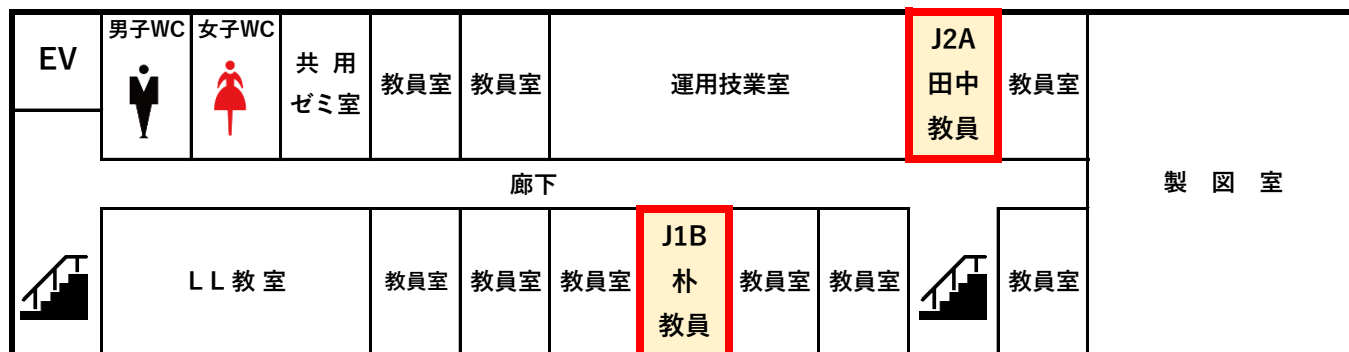 EV
男子WC
女子WC
共 用
ゼミ室
教員室
教員室
運用技業室
J2A
田中
教員
教員室
製 図 室
廊下
LL教室
教員室
教員室
教員室
J1B
朴
教員
教員室
教員室
教員室